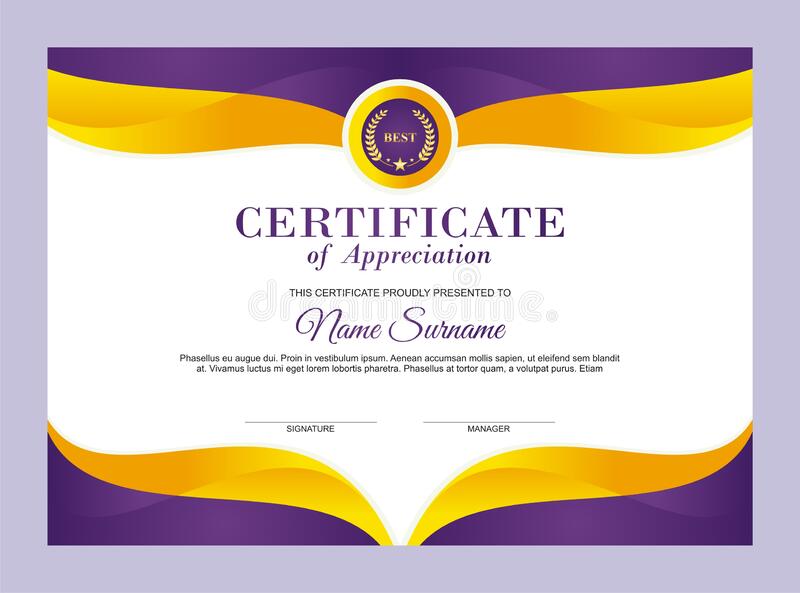 BEST
CERTIFICATE
of Appreciation
THIS CERTIFICATE PROUDLY PRESENTED TO
dreamstime
Name Surname
Phasellus eu augue dui. Proin in vestibulum ipsum. Aenean accumsan mollis sapien, ut eleifend sem blandit
at. Vivamus luctus eget lorem lobortis pharetra. Phasellus at tortor quam, a volutpat purus. Etiam
SIGNATURE
MANAGER